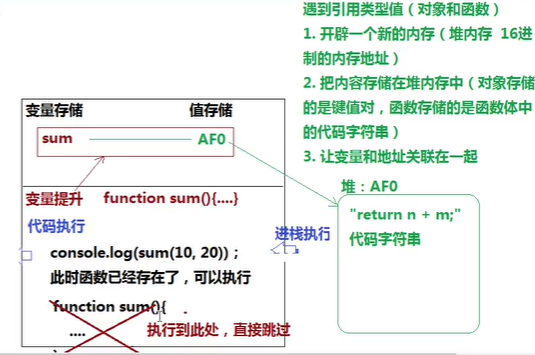 遇到引用类型值（对象和函数）
1. 开辟一个新的内存（堆内存 16进
制的内存地址）
2. 把内容存储在堆内存中（对象存储
的是键值对，函数存储的是函数体中
的代码字符串）
3. 让变量和地址关联在一起
变量存储 值存储
sum AF0
变量提升 function sum(){....}
代码执行
console.log(sum(10, 20))；
此时函数已经存在了，可以执行
function sum(){
....
}
执行到此处，直接跳过
进栈执行
堆：AF0
"return n + m;"
代码字符串